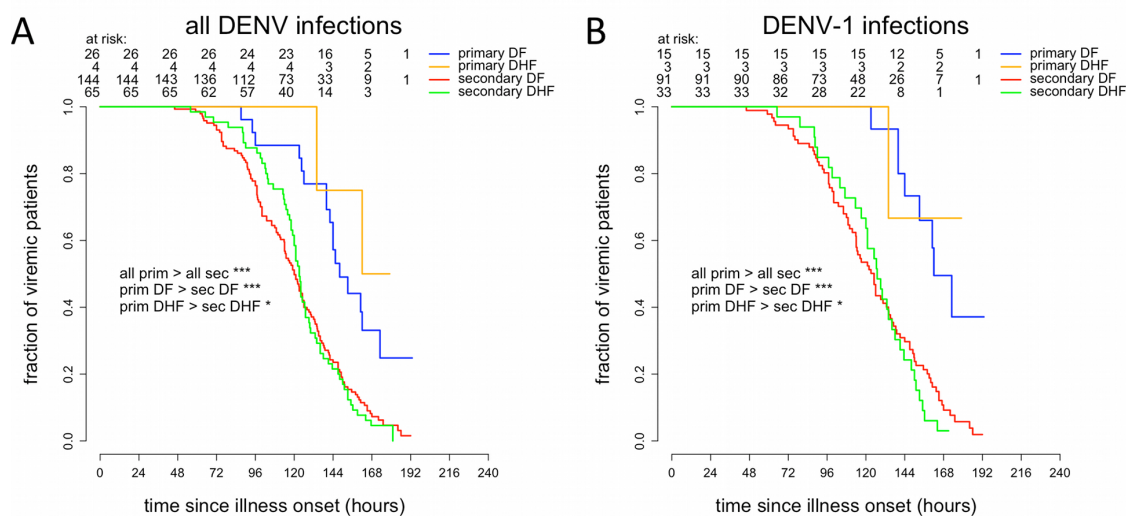 A
all DENV infections
at risk:
26 26 26 26 24 23 16 5 1 primary DF
4 4 4 4 4 4 3 2 primary DHF
144 144 143 136 112 73 33 9 1 secondary DF
65 65 65 62 57 40 14 3 secondary DHF
1.0
0.8
0.6
0.4
0.2
0.0
fraction of viremic patients
all prim > all sec ***
prim DF > sec DF ***
prim DHF > sec DHF *
0 24 48 72 96 120 144 168 192 216 240
time since illness onset (hours)
B
DENV-1 infections
at risk:
15 15 15 15 15 15 12 5 1 primary DF
3 3 3 3 3 3 2 2 primary DHF
91 91 90 86 73 48 26 7 1 secondary DF
33 33 33 32 28 22 8 1 secondary DHF
1.0
0.8
0.6
0.4
0.2
0.0
fraction of viremic patients
all prim > all sec ***
prim DF > sec DF ***
prim DHF > sec DHF *
0 24 48 72 96 120 144 168 192 216 240
time since illness onset (hours)